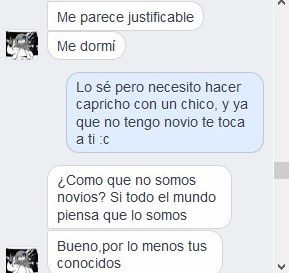 Me parece justificable
Me dormí
Lo sé pero necesito hacer
capricho con un chico, y ya
que no tengo novio te toca
a ti :c
¿Como que no somos
novios? Si todo el mundo
piensa que lo somos
Bueno,por lo menos tus
conocidos